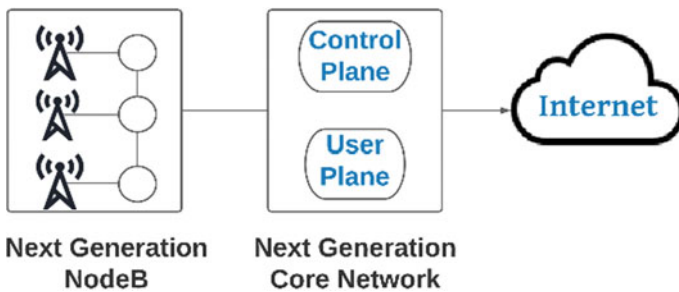 Control
Plane
User
Plane
Internet
Next Generation
NodeB
Next Generation
Core Network